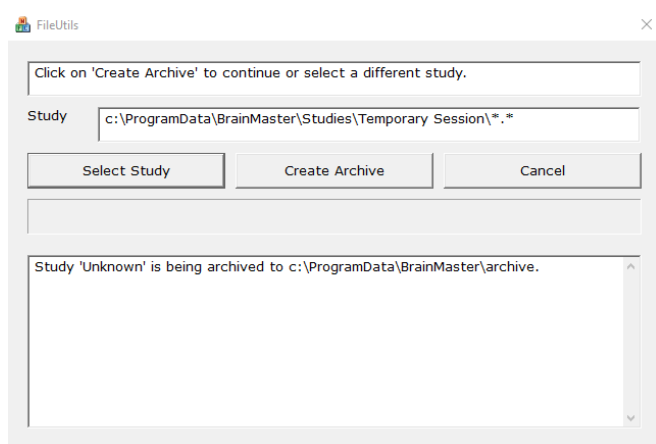 FileUtils
Click on 'Create Archive' to continue or select a different study.
Study
c:\ProgramData\BrainMaster\Studies\Temporary Session\*.*
Select Study
Create Archive
Cancel
Study 'Unknown' is being archived to c:\ProgramData\BrainMaster\archive.